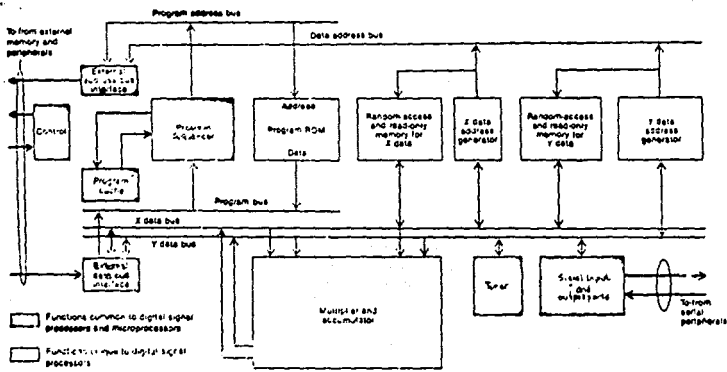 To from external
memory and
peripherals
Program address bus
Data address bus
External
address bus
interface
Control
Program
Sequencer
Program
cache
Address
Program ROM
Data
Random-access
and read-only
memory for
X data
X data
address
generator
Random-access
and read-only
memory for
Y data
Y data
address
generator
Program bus
X data bus
Y data bus
External
data bus
interface
Multiplier and
accumulator
Timer
Serial input
and
output ports
To-from
serial
peripherals
Functions common to digital signal
processors and microprocessors
Functions unique to digital signal
processors